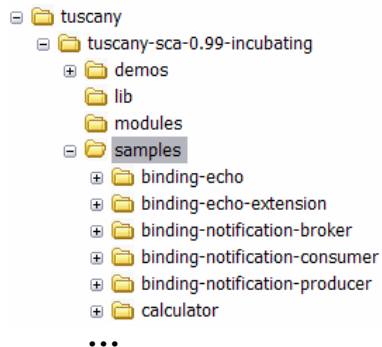 tuscany
tuscany-sca-0.99-incubating
demos
lib
modules
samples
binding-echo
binding-echo-extension
binding-notification-broker
binding-notification-consumer
binding-notification-producer
calculator
...